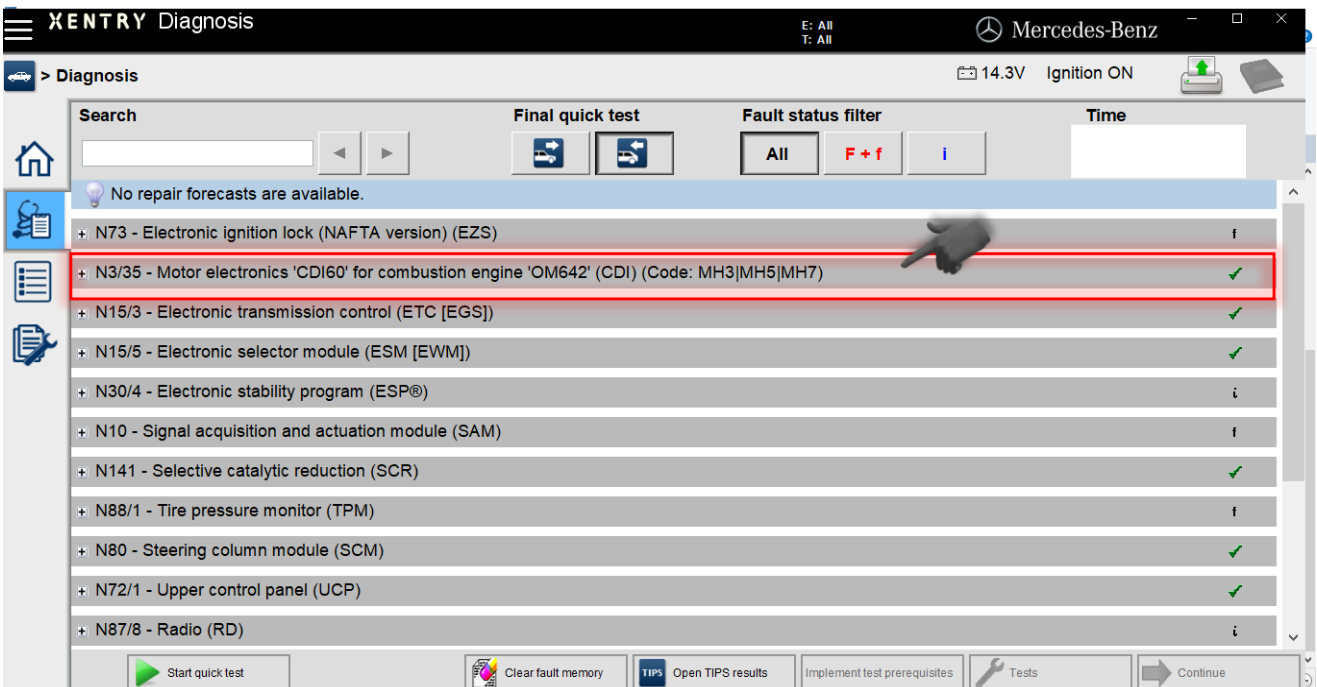 XENTRY Diagnosis
E: All
T: All
Mercedes-Benz
> Diagnosis
14.3V Ignition ON
Search
Final quick test
Fault status filter
Time
All
F + f
i
No repair forecasts are available.
+ N73 - Electronic ignition lock (NAFTA version) (EZS) f
+ N3/35 - Motor electronics 'CDI60' for combustion engine 'OM642' (CDI) (Code: MH3|MH5|MH7) ✓
+ N15/3 - Electronic transmission control (ETC [EGS]) ✓
+ N15/5 - Electronic selector module (ESM [EWM]) ✓
+ N30/4 - Electronic stability program (ESP®) i
+ N10 - Signal acquisition and actuation module (SAM) f
+ N141 - Selective catalytic reduction (SCR) ✓
+ N88/1 - Tire pressure monitor (TPM) f
+ N80 - Steering column module (SCM) ✓
+ N72/1 - Upper control panel (UCP) ✓
+ N87/8 - Radio (RD) i
Start quick test
Clear fault memory
TIPS Open TIPS results
Implement test prerequisites
Tests
Continue